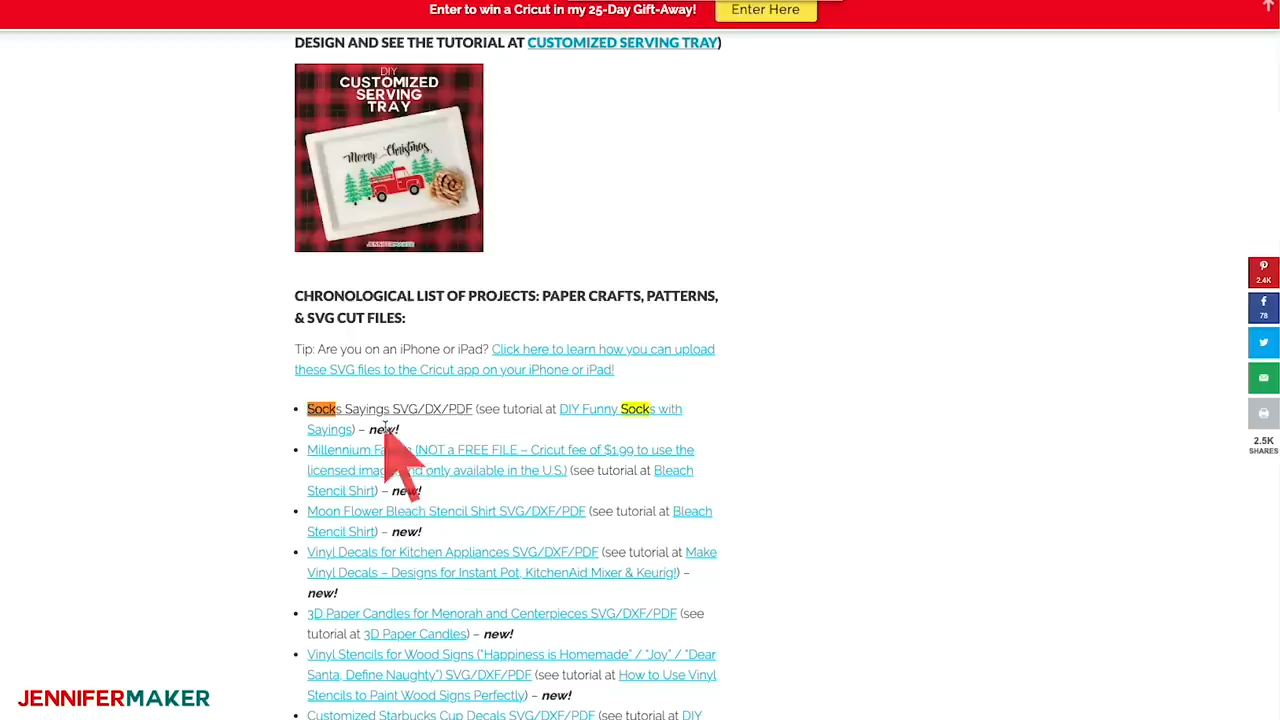 Enter to win a Cricut in my 25-Day Gift-Away! Enter Here
DESIGN AND SEE THE TUTORIAL AT CUSTOMIZED SERVING TRAY)
DIY
CUSTOMIZED
SERVING
TRAY
Merry Christmas
JENNIFERMAKER
CHRONOLOGICAL LIST OF PROJECTS: PAPER CRAFTS, PATTERNS,
& SVG CUT FILES:
Tip: Are you on an iPhone or iPad? Click here to learn how you can upload
these SVG files to the Cricut app on your iPhone or iPad!
Socks Sayings SVG/DX/PDF (see tutorial at DIY Funny Socks with
Sayings) – new!
Millennium (NOT a FREE FILE – Cricut fee of $1.99 to use the
licensed only available in the U.S.) (see tutorial at Bleach
Stencil Shirt) – new!
Moon Flower Bleach Stencil Shirt SVG/DXF/PDF (see tutorial at Bleach
Stencil Shirt) – new!
Vinyl Decals for Kitchen Appliances SVG/DXF/PDF (see tutorial at Make
Vinyl Decals – Designs for Instant Pot, KitchenAid Mixer & Keurig!) –
new!
3D Paper Candles for Menorah and Centerpieces SVG/DXF/PDF (see
tutorial at 3D Paper Candles) – new!
Vinyl Stencils for Wood Signs ("Happiness is Homemade" / "Joy" / "Dear
Santa, Define Naughty") SVG/DXF/PDF (see tutorial at How to Use Vinyl
Stencils to Paint Wood Signs Perfectly) – new!
Customized Starbucks Cup Decals SVG/DXF/PDF (see tutorial at DIY
2.4K
78
2.5K
SHARES
JENNIFERMAKER